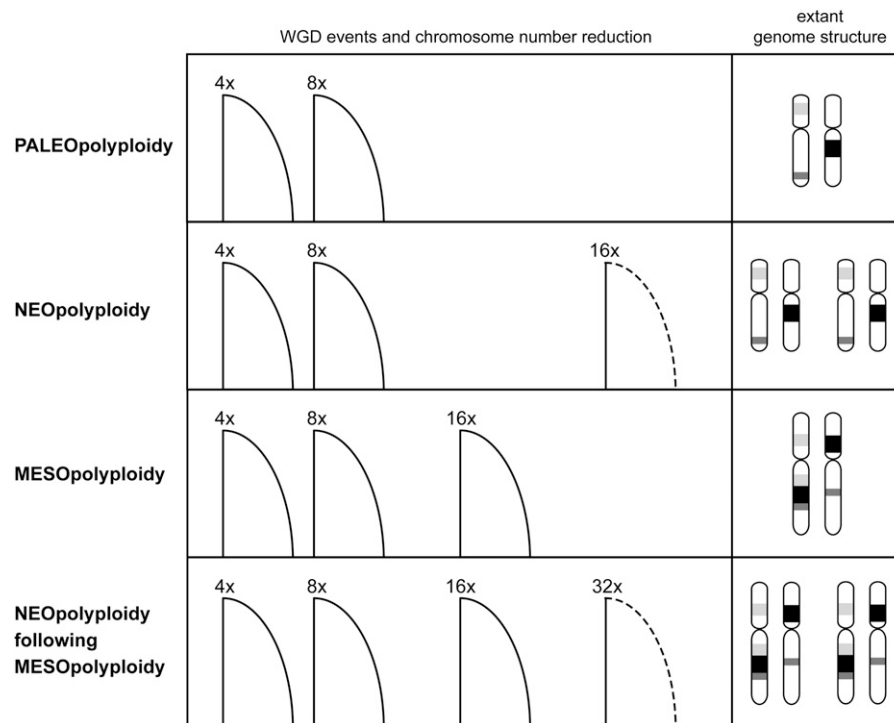 WGD events and chromosome number reduction
extant
genome structure
PALEOpolyploidy
4x
8x
NEOpolyploidy
4x
8x
16x
MESOpolyploidy
4x
8x
16x
NEOpolyploidy
following
MESOpolyploidy
4x
8x
16x
32x